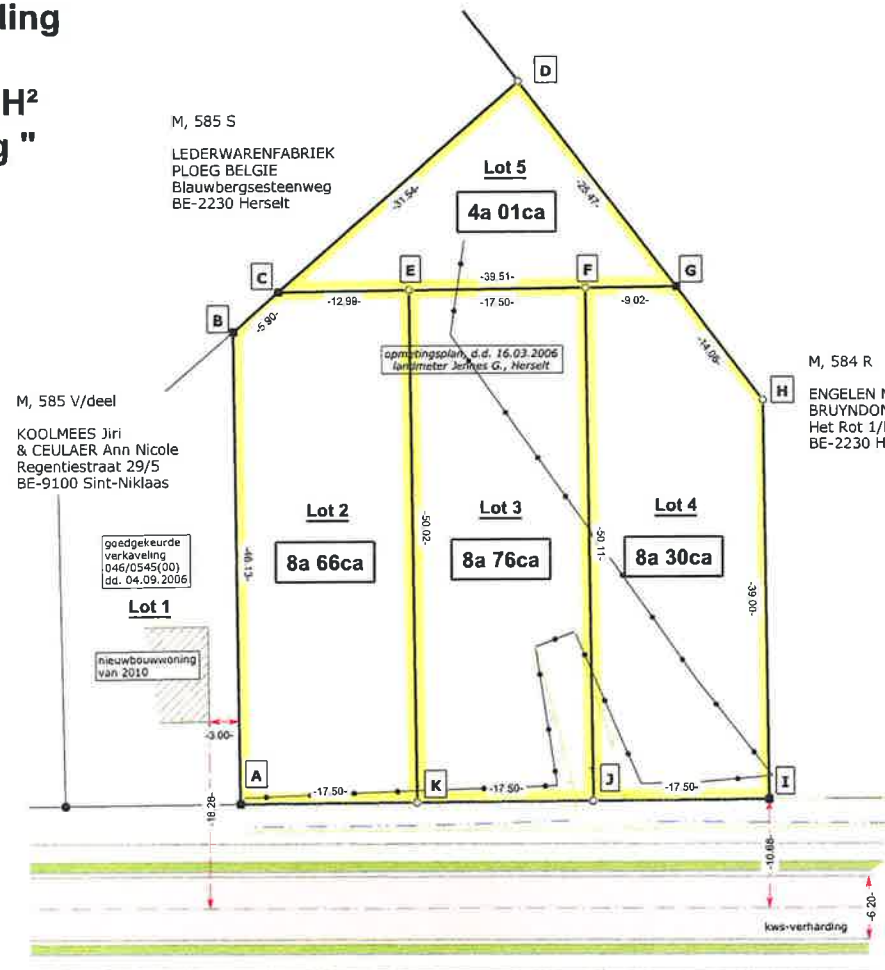 ling
H²
g "
D
M, 585 S
LEDERWARENFABRIEK
PLOEG BELGIE
Blauwbergsesteenweg
BE-2230 Herselt
Lot 5
4a 01ca
-31.54-
-25.47-
C
E
-39.51-
F
G
-12.99-
-17.50-
-9.02-
B
-5.90-
-14.06-
opmetingsplan, d.d. 16.03.2006
landmeter Jennes G., Herselt
M, 584 R
H
ENGELEN
BRUYNDON
Het Rot 1/
BE-2230 H
M, 585 V/deel
KOOLMEES Jiri
& CEULAER Ann Nicole
Regentiestraat 29/5
BE-9100 Sint-Niklaas
Lot 2
8a 66ca
Lot 3
8a 76ca
Lot 4
8a 30ca
-46.13-
-50.02-
-50.11-
-39.00-
goedgekeurde
verkaveling
046/0545(00)
dd. 04.09.2006
Lot 1
nieuwbouwwoning
van 2010
-3.00-
A
-17.50-
K
-17.50-
J
-17.50-
I
-18.28-
-10.68-
-6.20-
kws-verharding